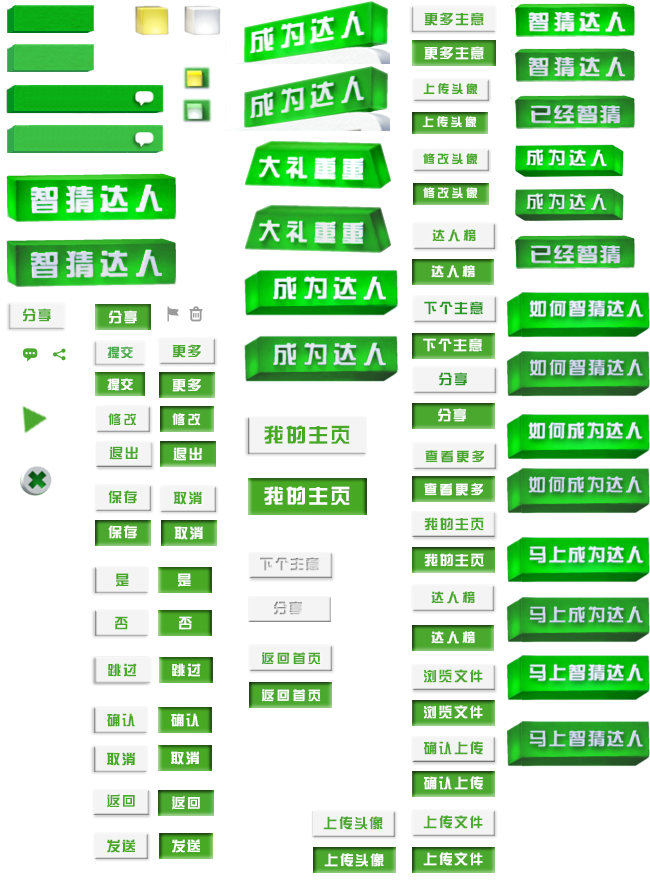 智猜达人
智猜达人
分享
分享
提交
更多
提交
更多
修改
修改
退出
退出
保存
取消
保存
取消
是
是
否
否
跳过
跳过
确认
确认
取消
取消
返回
返回
发送
发送
成为达人
成为达人
大礼重重
大礼重重
成为达人
成为达人
我的主页
我的主页
下个主意
分享
返回首页
返回首页
上传头像
上传头像
更多主意
更多主意
上传头像
上传头像
修改头像
修改头像
达人榜
达人榜
下个主意
下个主意
分享
分享
查看更多
查看更多
我的主页
我的主页
达人榜
达人榜
浏览文件
浏览文件
确认上传
确认上传
上传文件
上传文件
智猜达人
智猜达人
已经智猜
成为达人
成为达人
已经智猜
如何智猜达人
如何智猜达人
如何成为达人
如何成为达人
马上成为达人
马上成为达人
马上智猜达人
马上智猜达人